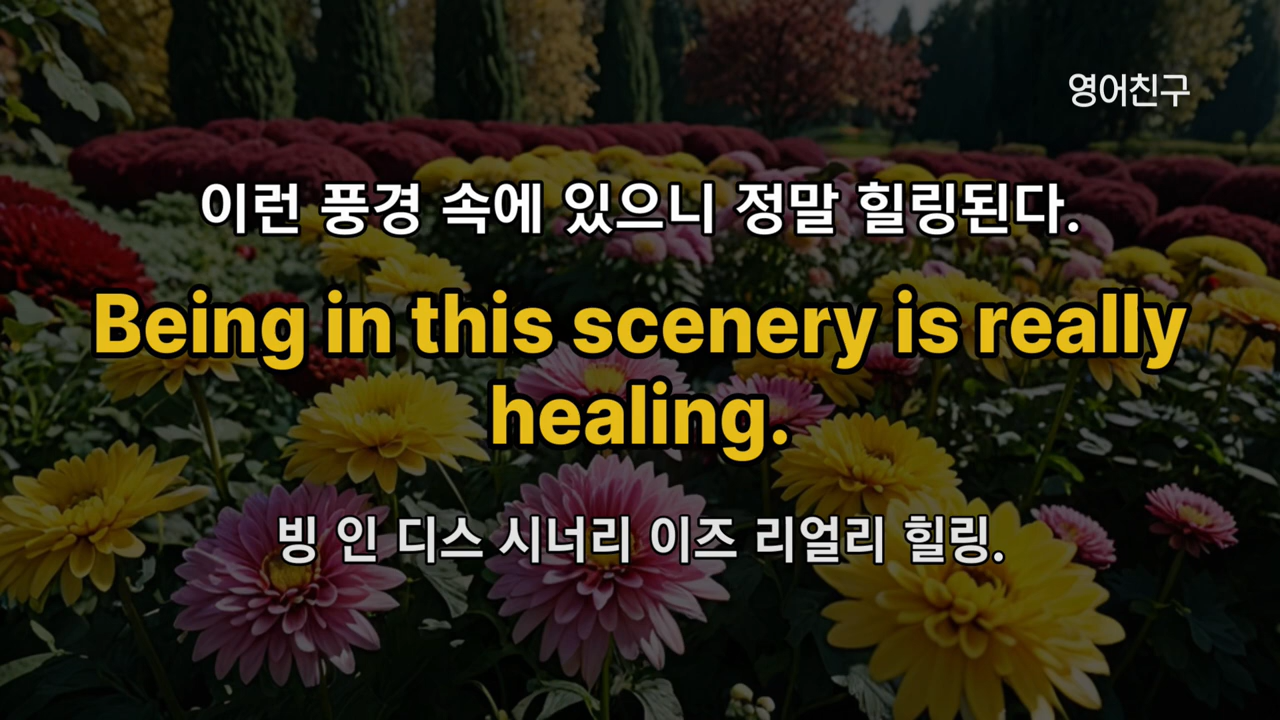 영어친구
이런 풍경 속에 있으니 정말 힐링된다.
Being in this scenery is really
healing.
빙 인 디스 시너리 이즈 리얼리 힐링.